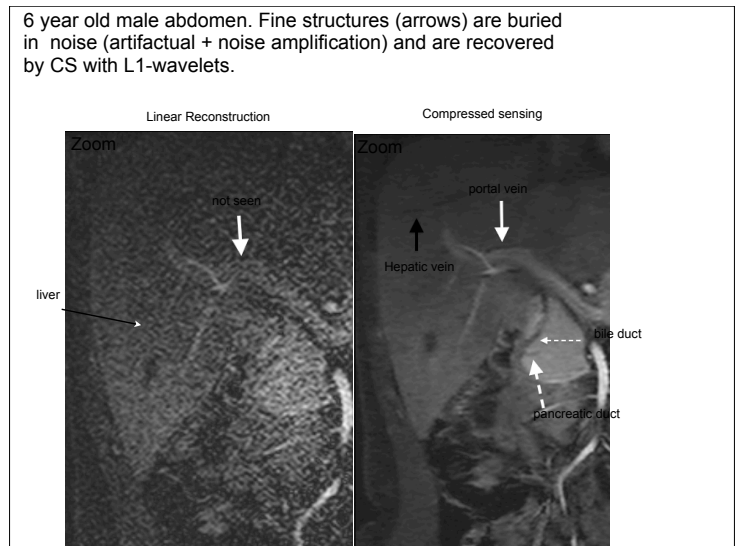 6 year old male abdomen. Fine structures (arrows) are buried
in noise (artifactual + noise amplification) and are recovered
by CS with L1-wavelets.
Linear Reconstruction
Compressed sensing
Zoom
Zoom
not seen
portal vein
Hepatic vein
liver
bile duct
pancreatic duct